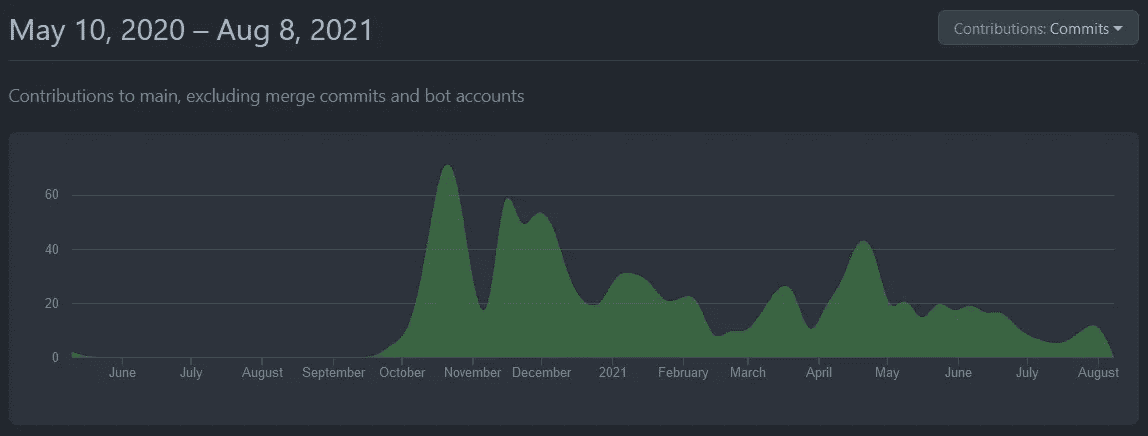 May 10, 2020 – Aug 8, 2021
Contributions: Commits
Contributions to main, excluding merge commits and bot accounts
60
40
20
0
June July August September October November December 2021 February March April May June July August